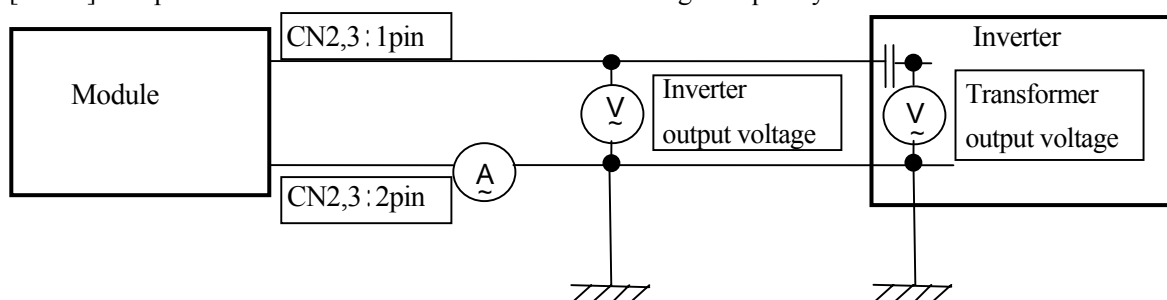 CN2,3:1pin
Inverter
Module
V
~
Inverter
output voltage
V
~
Transformer
output voltage
A
~
CN2,3:2pin